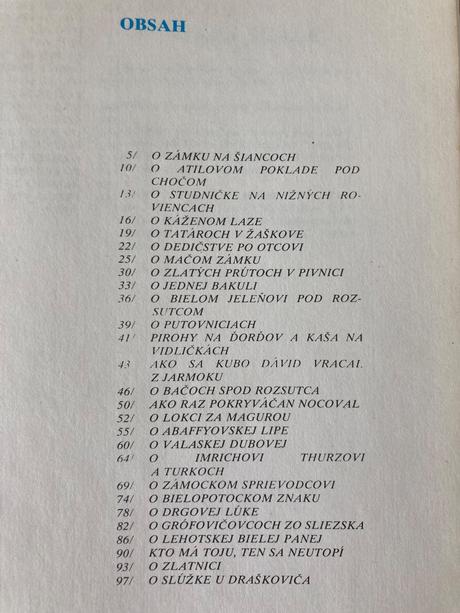 OBSAH
5/ O ZÁMKU NA ŠIANCOCH
10/ O ATILOVOM POKLADE POD
CHOČOM
13/ O STUDNIČKE NA NIŽNÝCH RO-
VIENCACH
16/ O KÁŽENOM LAZE
19/ O TATÁROCH V ŽAŠKOVE
22/ O DEDIČSTVE PO OTCOVI
25/ O MAČOM ZÁMKU
30/ O ZLATÝCH PRÚTOCH V PIVNICI
33/ O JEDNEJ BAKULI
36/ O BIELOM JELEŇOVI POD ROZ-
SUTCOM
39/ O PUTOVNICIACH
41/ PIROHY NA ĎORĎOV A KAŠA NA
VIDLIČKÁCH
43 AKO SA KUBO DÁVID VRACAL
Z JARMOKU
46/ O BAČOCH SPOD ROZSUTCA
50/ AKO RAZ POKRYVÁČAN NOCOVAL
52/ O LOKCI ZA MAGUROU
55/ O ABAFFYOVSKEJ LIPE
60/ O VALASKEJ DUBOVEJ
64/ O IMRICHOVI THURZOVI
A TURKOCH
69/ O ZÁMOCKOM SPRIEVODCOVI
74/ O BIELOPOTOCKOM ZNAKU
78/ O DRGOVEJ LÚKE
82/ O GRÓFOVIČOVCOCH ZO SLIEZSKA
86/ O LEHOTSKEJ BIELEJ PANEJ
90/ KTO MÁ TOJU, TEN SA NEUTOPÍ
93/ O ZLATNICI
97/ O SLÚŽKE U DRAŠKOVIČA